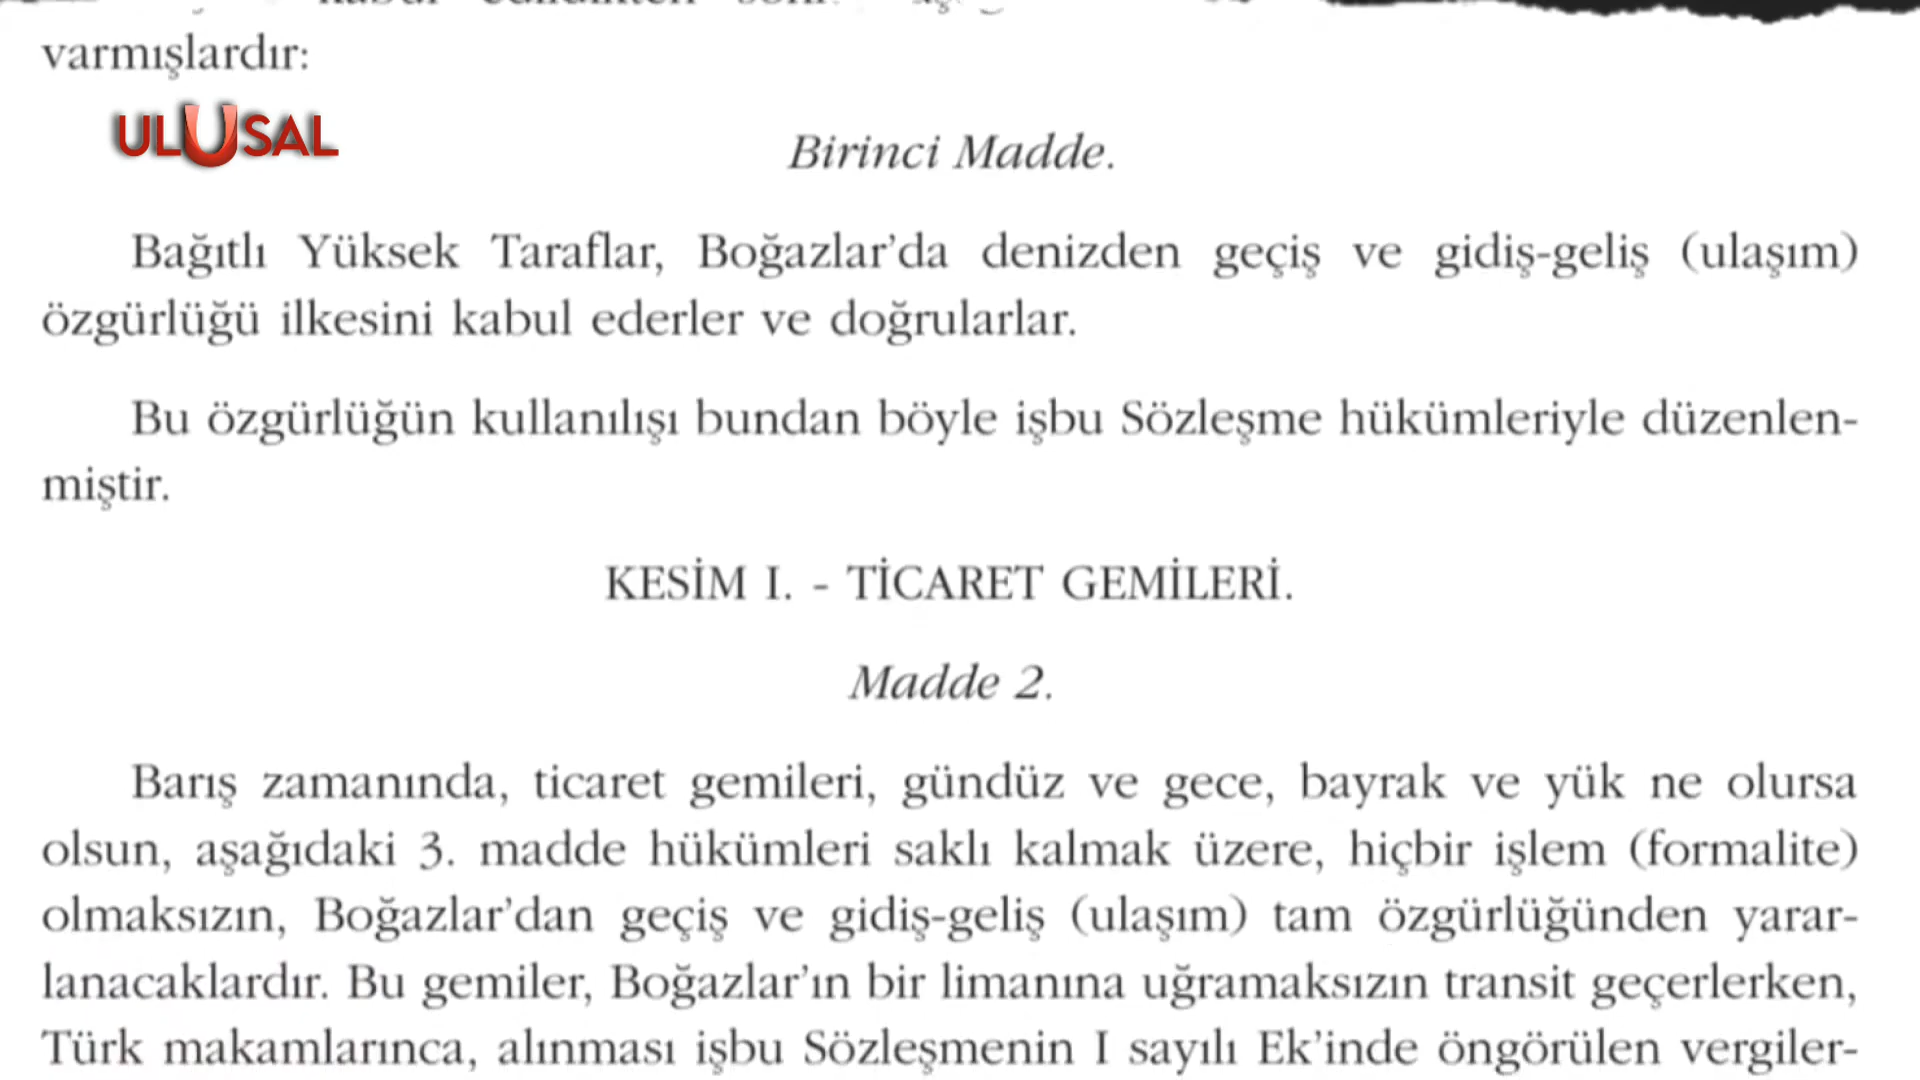 varmışlardır:
ULUSAL
Birinci Madde.
Bağıtlı Yüksek Taraflar, Boğazlar’da denizden geçiş ve gidiş-geliş (ulaşım)
özgürlüğü ilkesini kabul ederler ve doğrularlar.
Bu özgürlüğün kullanılışı bundan böyle işbu Sözleşme hükümleriyle düzenlen-
miştir.
KESİM I. - TİCARET GEMİLERİ.
Madde 2.
Barış zamanında, ticaret gemileri, gündüz ve gece, bayrak ve yük ne olursa
olsun, aşağıdaki 3. madde hükümleri saklı kalmak üzere, hiçbir işlem (formalite)
olmaksızın, Boğazlar’dan geçiş ve gidiş-geliş (ulaşım) tam özgürlüğünden yarar-
lanacaklardır. Bu gemiler, Boğazlar’ın bir limanına uğramaksızın transit geçerlerken,
Türk makamlarınca, alınması işbu Sözleşmenin I sayılı Ek’inde öngörülen vergiler-